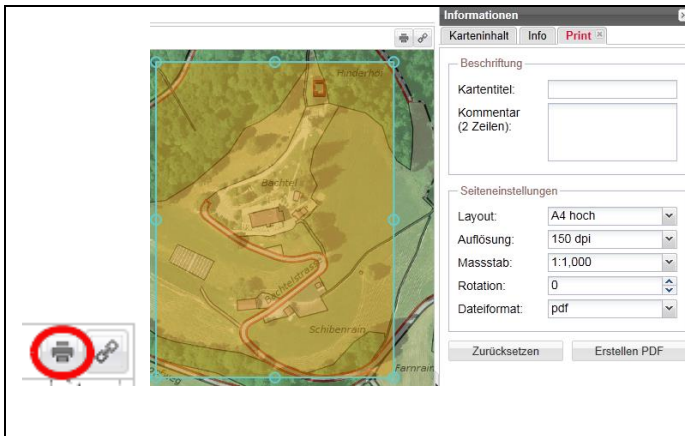 Informationen
Karteninhalt Info Print
Beschriftung
Kartentitel:
Kommentar
(2 Zeilen):
Seiteneinstellungen
Layout: A4 hoch
Auflösung: 150 dpi
Massstab: 1:1,000
Rotation: 0
Dateiformat: pdf
Zurücksetzen Erstellen PDF
Hinderhof
Bachtel
Bachtelstrasse
Schibenrain
Farnrain